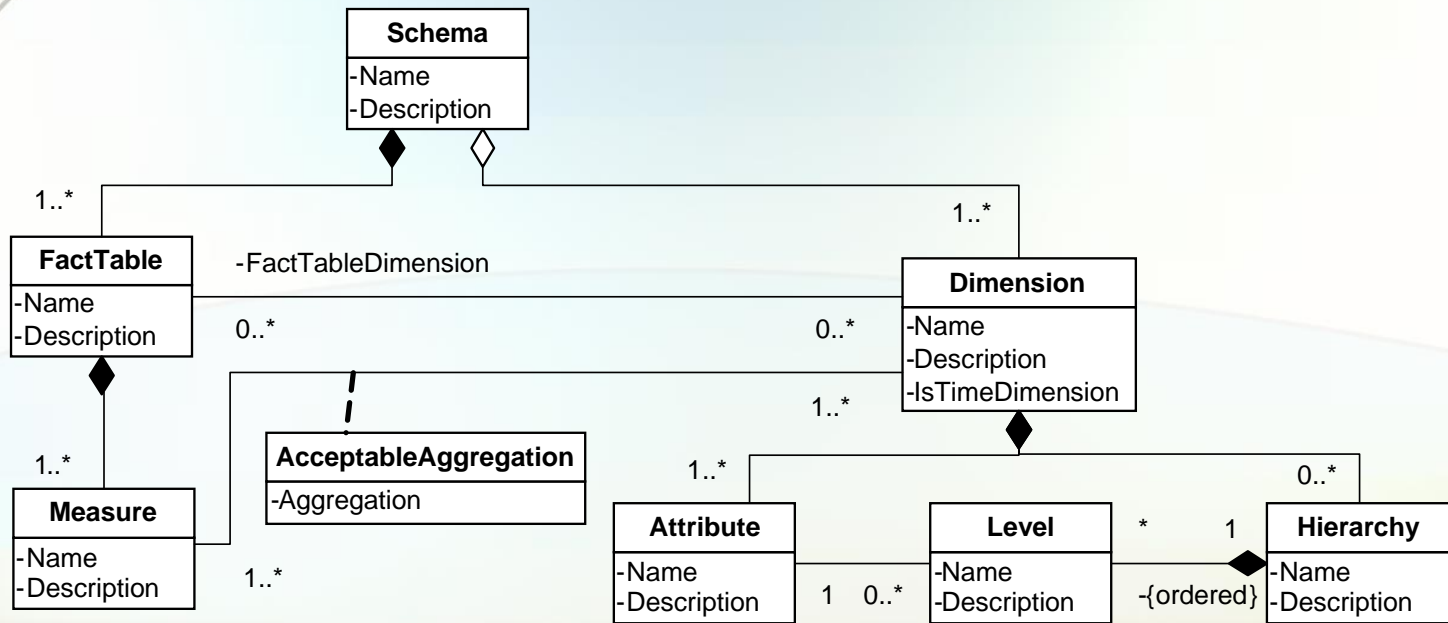 Schema
-Name
-Description
1..*
1..*
FactTable
-Name
-Description
-FactTableDimension
0..*
0..*
Dimension
-Name
-Description
-IsTimeDimension
1..*
1..*
AcceptableAggregation
-Aggregation
1..*
0..*
Measure
-Name
-Description
1..*
Attribute
-Name
-Description
1
0..*
Level
-Name
-Description
*
1
-{ordered}
Hierarchy
-Name
-Description